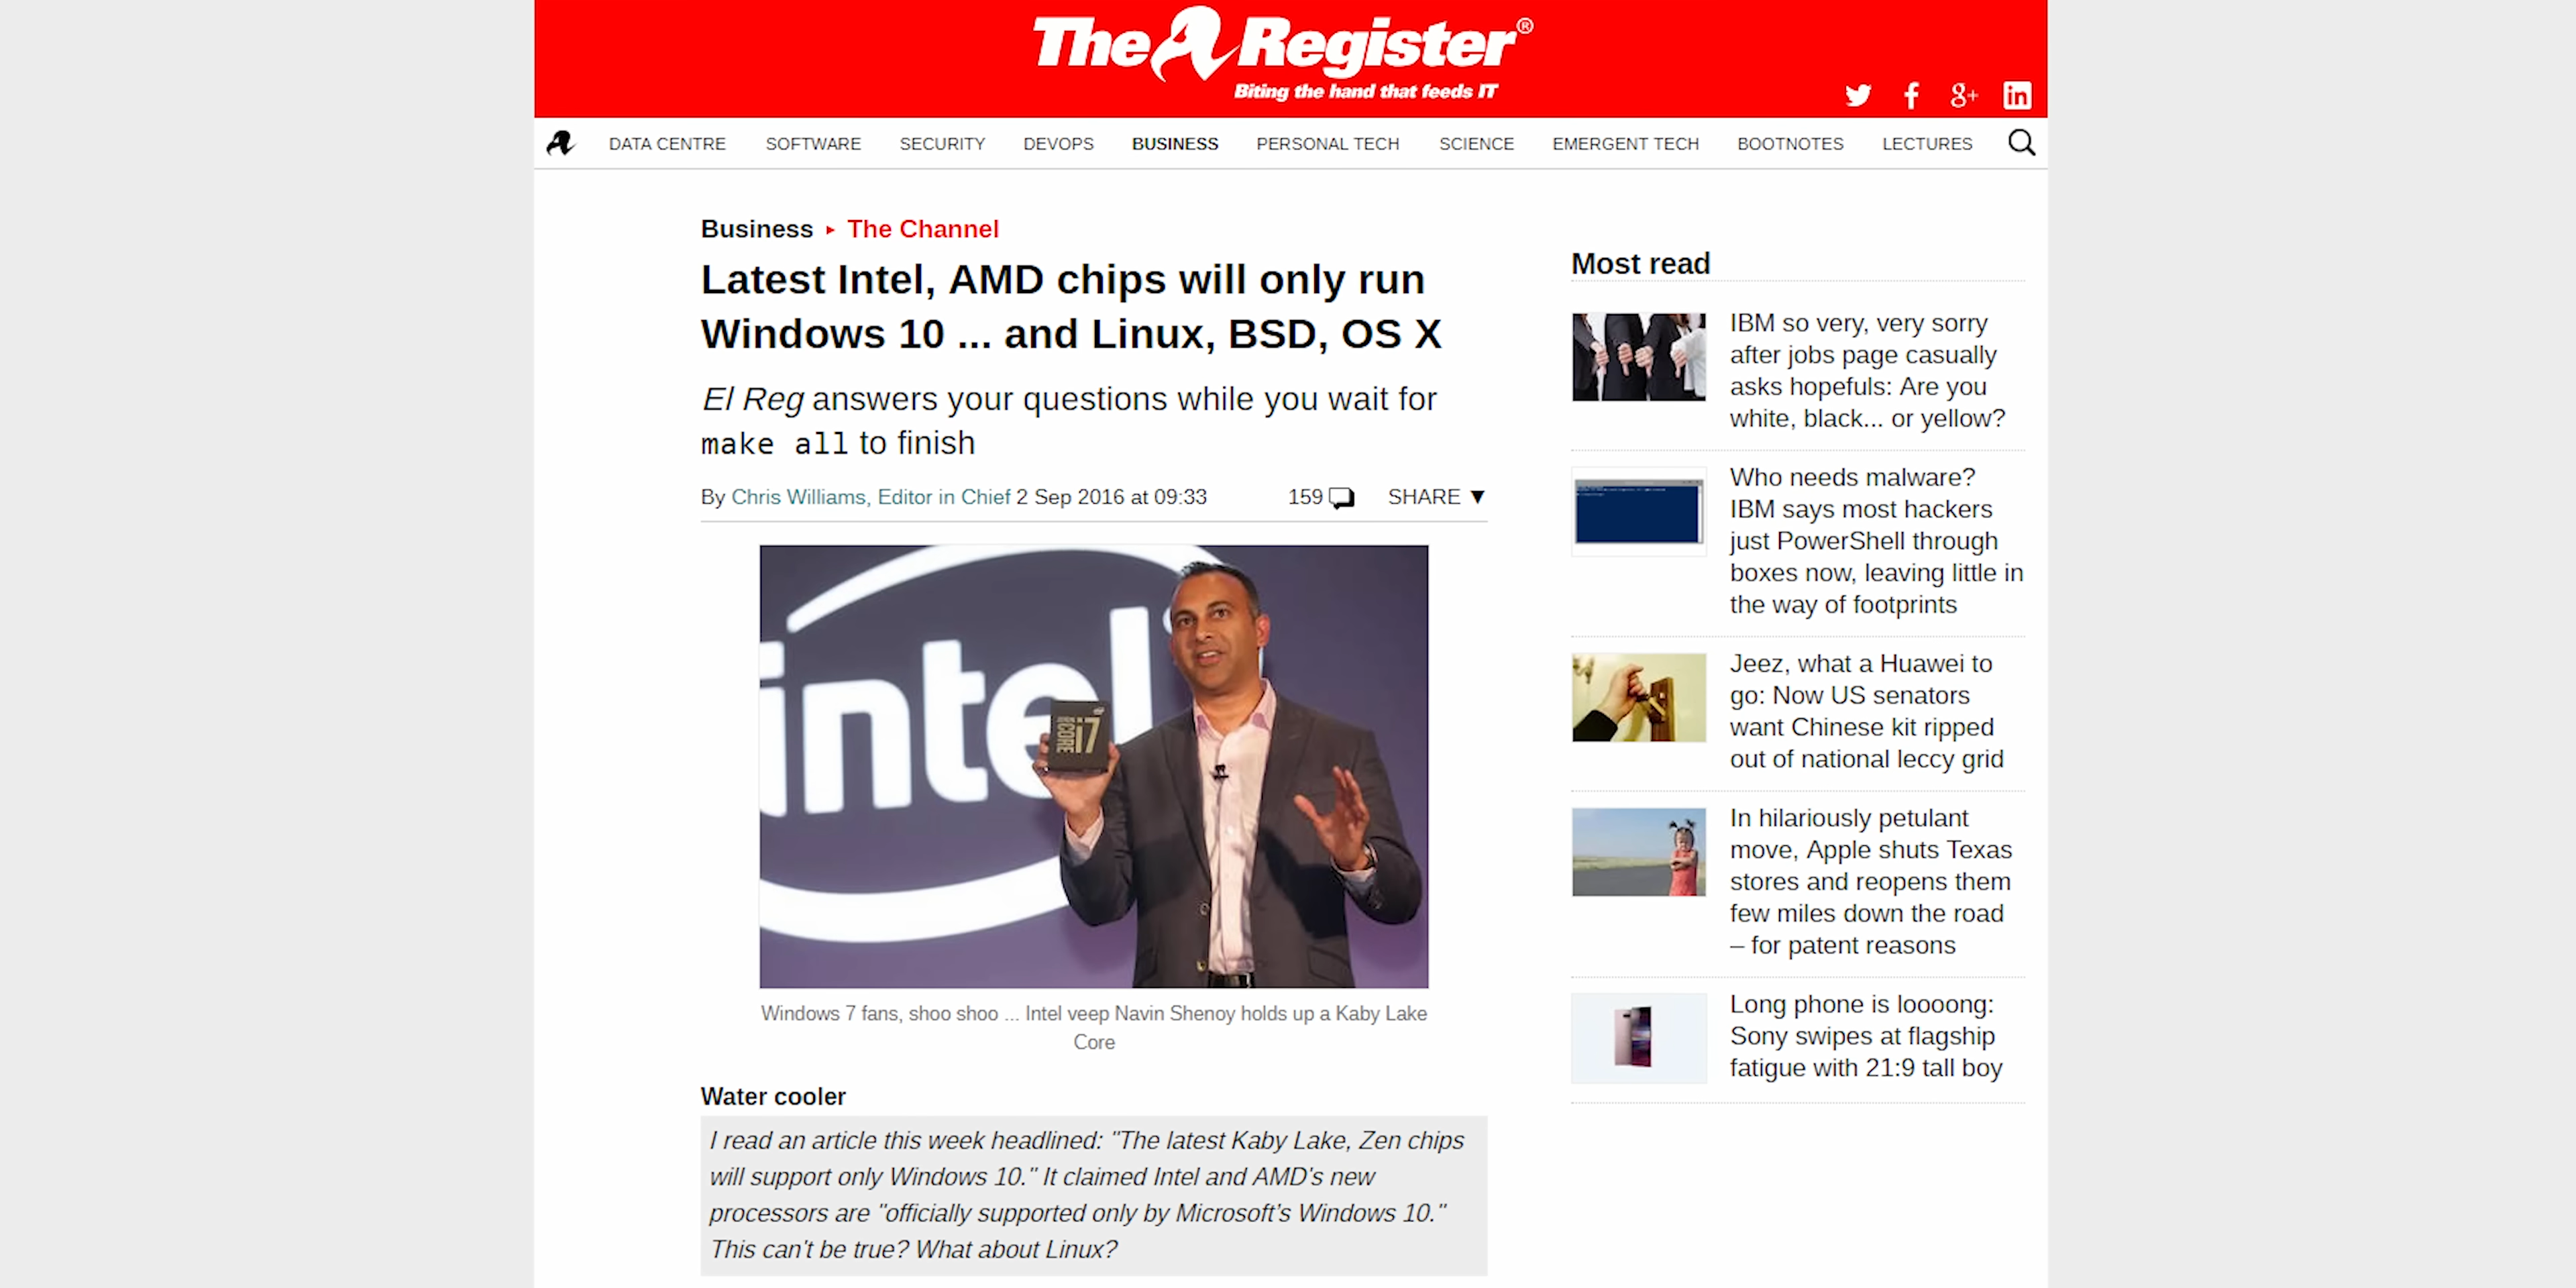 The Register®
Biting the hand that feeds IT
g+
in
DATA CENTRE SOFTWARE SECURITY DEVOPS BUSINESS PERSONAL TECH SCIENCE EMERGENT TECH BOOTNOTES LECTURES
Business ▸ The Channel
Latest Intel, AMD chips will only run
Windows 10 ... and Linux, BSD, OS X
El Reg answers your questions while you wait for
make all to finish
By Chris Williams, Editor in Chief 2 Sep 2016 at 09:33 159 SHARE ▼
intel
CORE i7
Windows 7 fans, shoo shoo ... Intel veep Navin Shenoy holds up a Kaby Lake
Core
Water cooler
I read an article this week headlined: "The latest Kaby Lake, Zen chips
will support only Windows 10." It claimed Intel and AMD's new
processors are "officially supported only by Microsoft’s Windows 10."
This can't be true? What about Linux?
Most read
IBM so very, very sorry
after jobs page casually
asks hopefuls: Are you
white, black... or yellow?
Who needs malware?
IBM says most hackers
just PowerShell through
boxes now, leaving little in
the way of footprints
Jeez, what a Huawei to
go: Now US senators
want Chinese kit ripped
out of national leccy grid
In hilariously petulant
move, Apple shuts Texas
stores and reopens them
few miles down the road
– for patent reasons
Long phone is loooong:
Sony swipes at flagship
fatigue with 21:9 tall boy